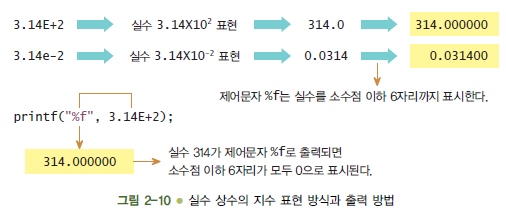 3.14E+2 실수 3.14X10² 표현 314.0 314.000000
3.14e-2 실수 3.14X10⁻² 표현 0.0314 0.031400
제어문자 %f는 실수를 소수점 이하 6자리까지 표시한다.
printf("%f", 3.14E+2);
314.000000
실수 314가 제어문자 %f로 출력되면
소수점 이하 6자리가 모두 0으로 표시된다.
그림 2-10 ● 실수 상수의 지수 표현 방식과 출력 방법